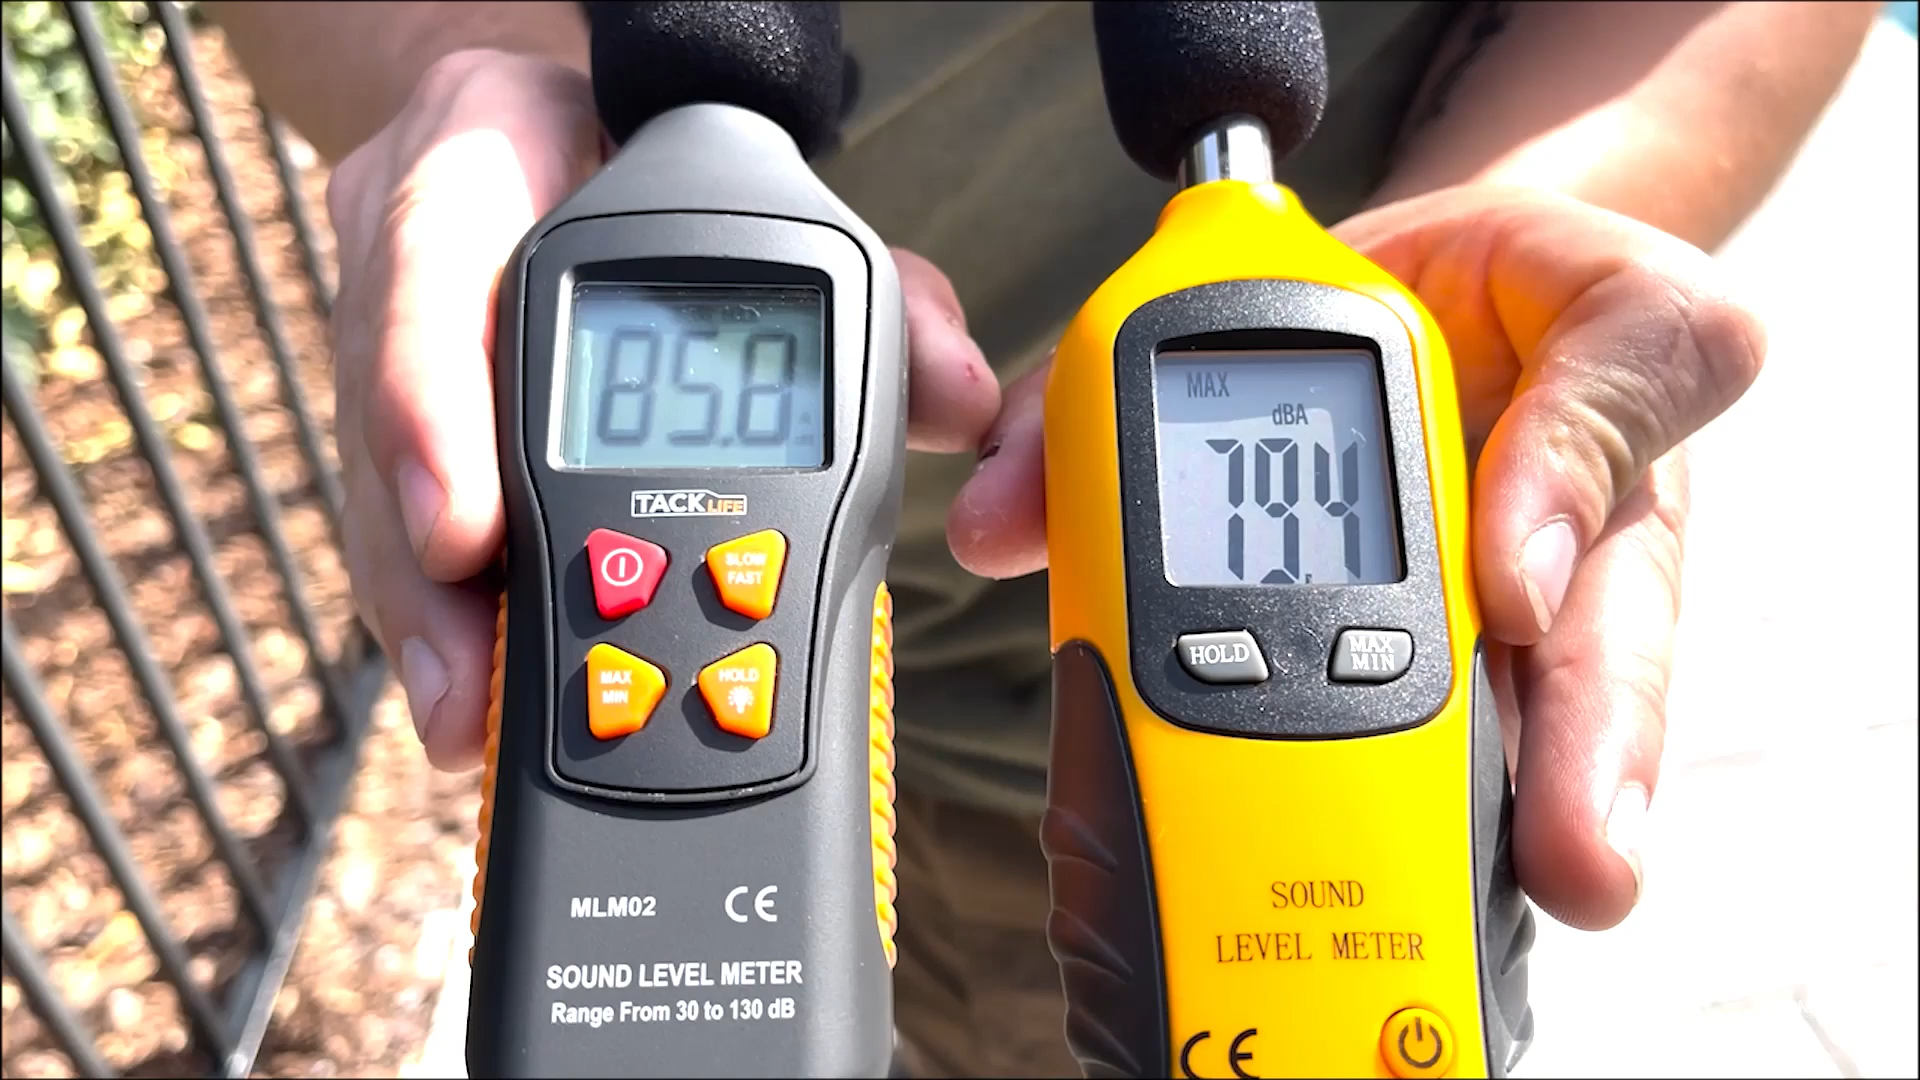 85.8
TACKLIFE
SLOW
FAST
MAX
MIN
HOLD
MLM02
CE
SOUND LEVEL METER
Range From 30 to 130 dB
MAX
dBA
79.4
HOLD
MAX
MIN
SOUND
LEVEL METER
CE